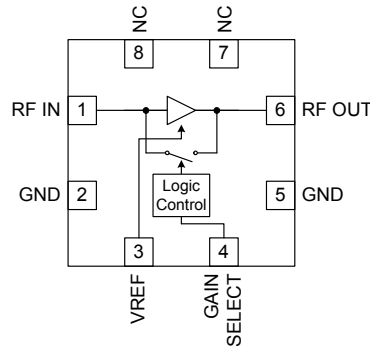 NC
NC
8
7
RF IN
1
6
RF OUT
GND
2
Logic
Control
5
GND
3
4
VREF
GAIN
SELECT